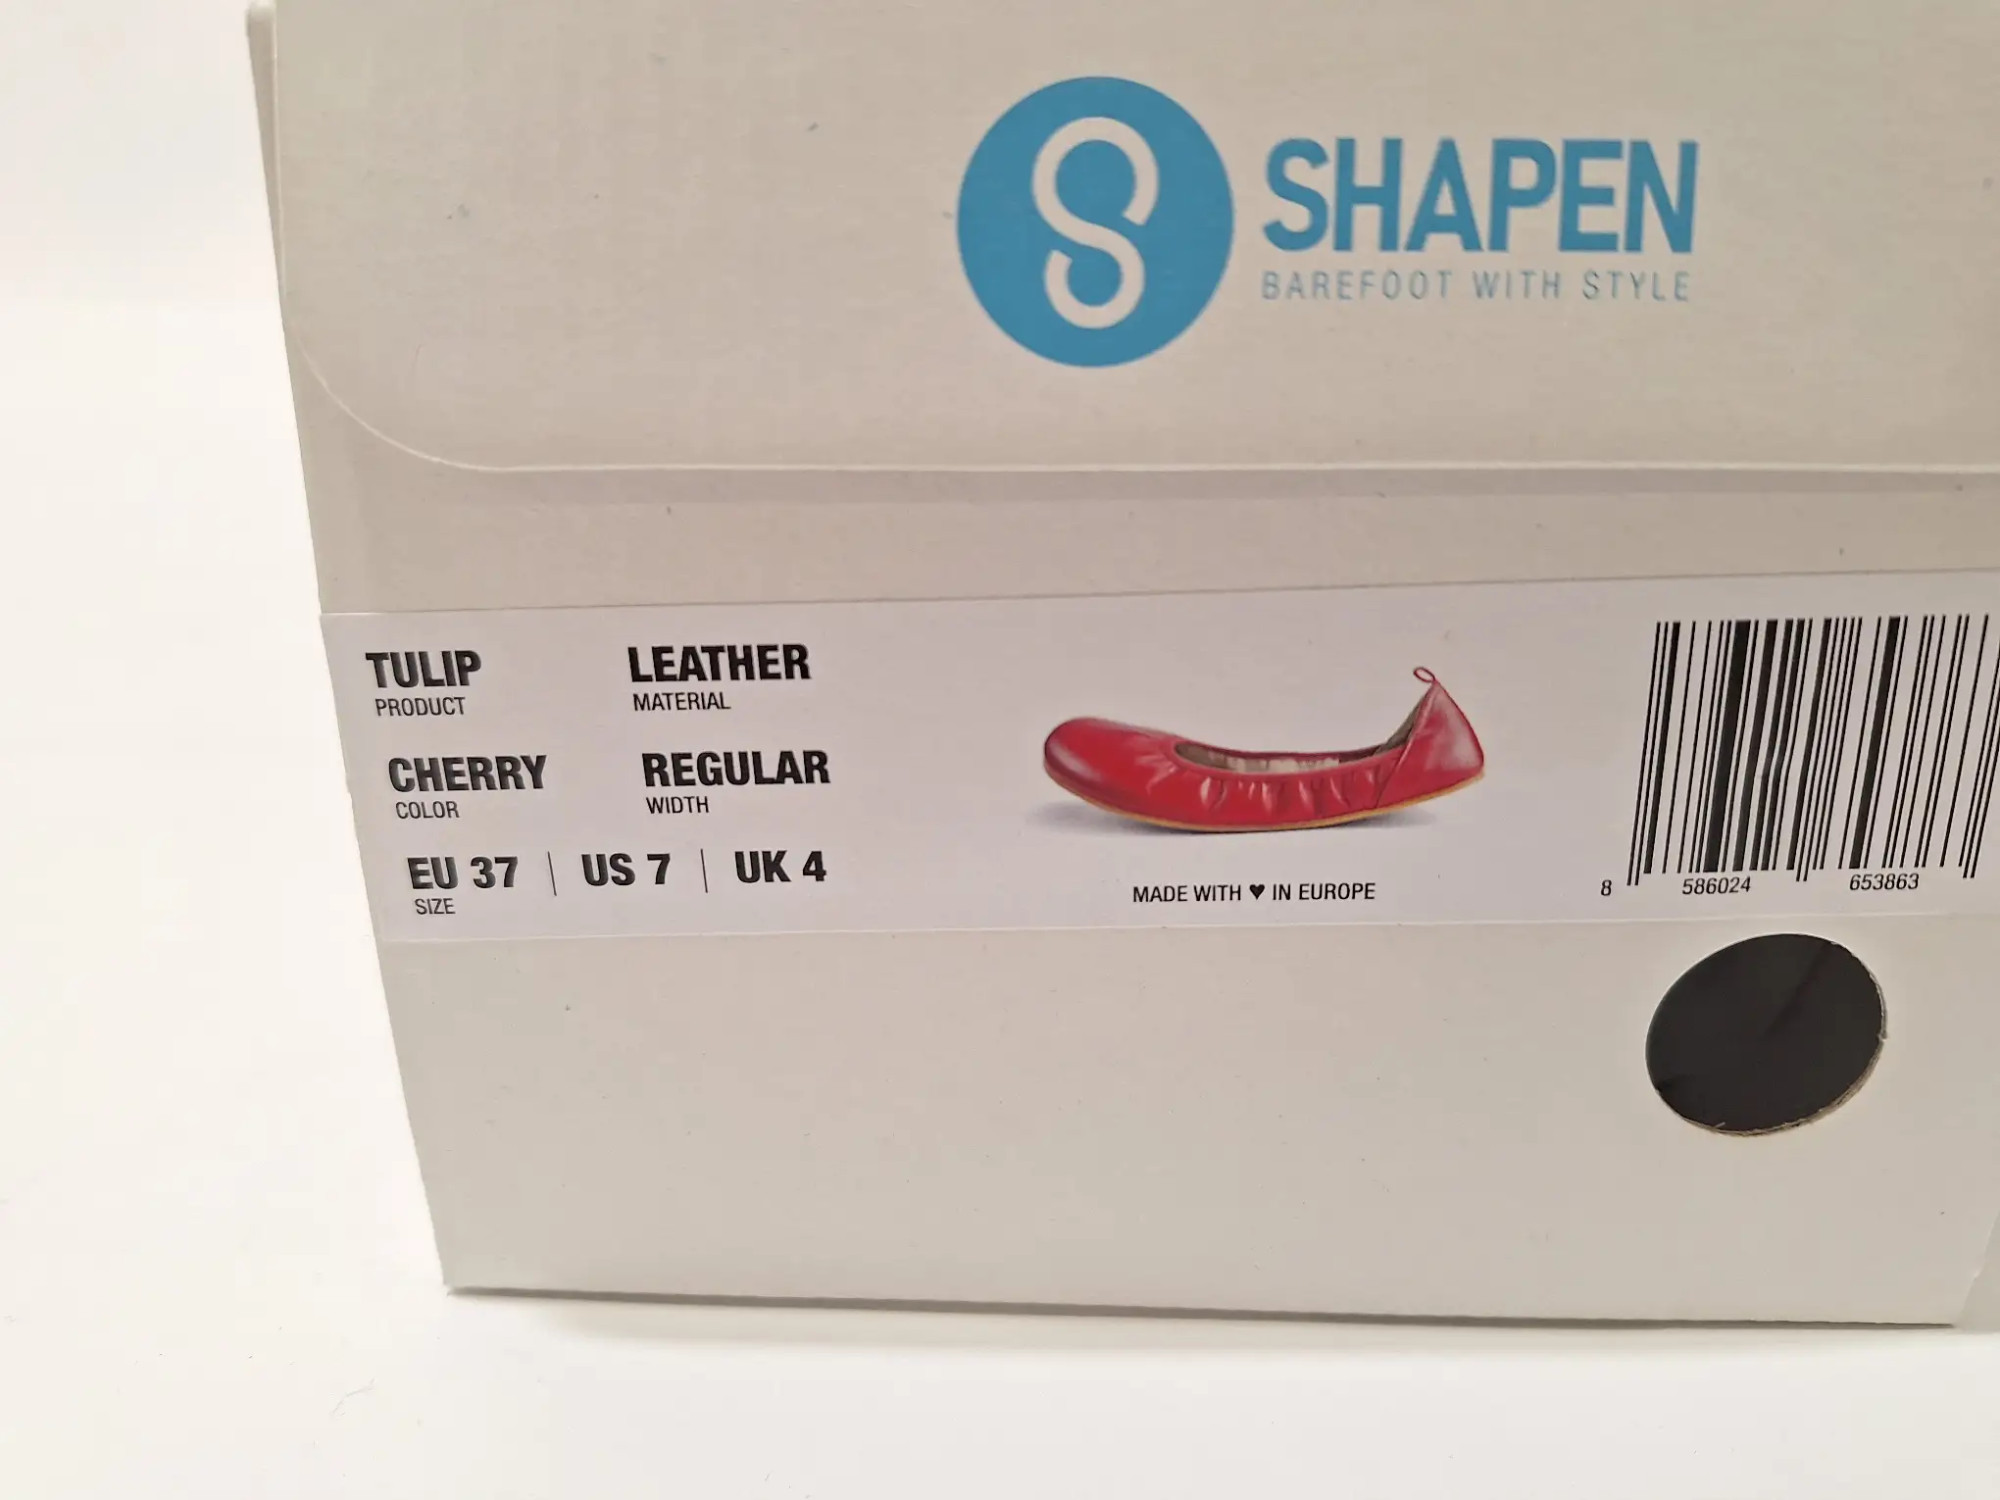 SHAPEN
BAREFOOT WITH STYLE
TULIP
PRODUCT
LEATHER
MATERIAL
CHERRY
COLOR
REGULAR
WIDTH
EU 37 | US 7 | UK 4
SIZE
MADE WITH ♥ IN EUROPE
8 586024 653863